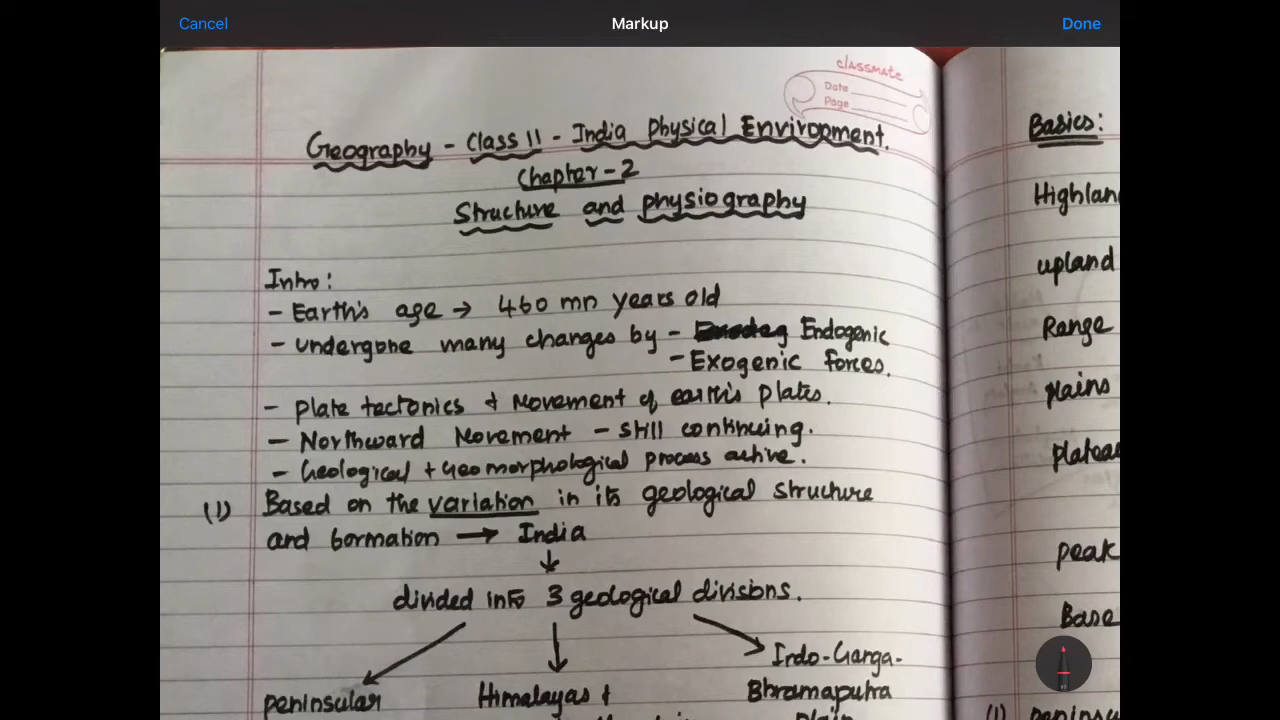 Cancel
Markup
Done
classmate
Date
Page
Geography - Class 11 - India Physical Environment.
Chapter - 2
Structure and physiography
Intro:
- Earth's age → 460 mn years old
- undergone many changes by - Endogenic
- Exogenic forces.
- plate tectonics & Movement of earth's plates.
- Northward Movement - still continuing.
- Geological + Geomorphological process active.
(1) Based on the variation in its geological structure
and formation → India
↓
divided into 3 geological divisions.
peninsular
Himalayas +
Indo-Ganga-
Bhramaputra
plain
Basics:
Highlan
upland
Range
plains
plateau
peak
Base
(1) peninsu